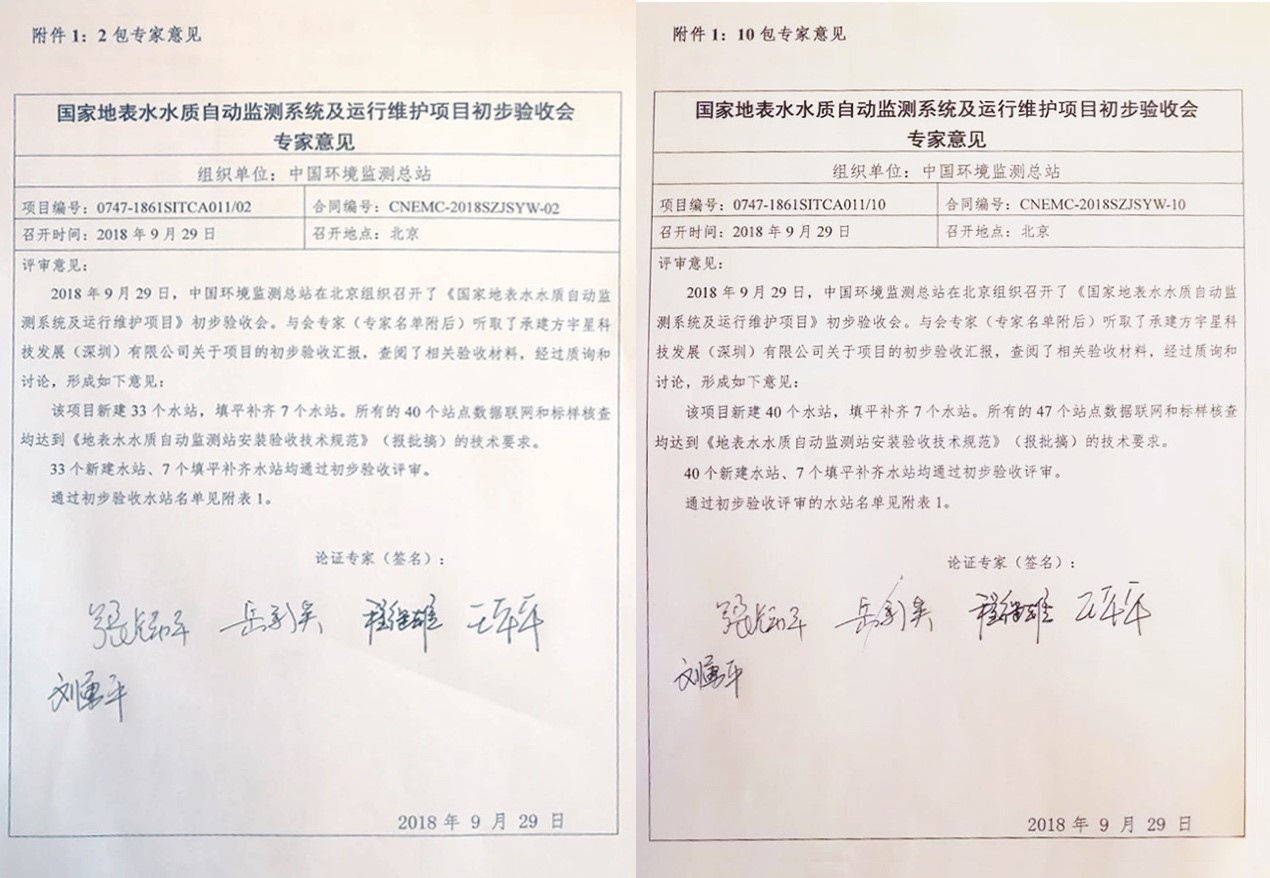 附件 1：2 包专家意见
国家地表水水质自动监测系统及运行维护项目初步验收会
专家意见
组织单位：中国环境监测总站
项目编号：0747-1861SITCA011/02
合同编号：CNEMC-2018SZJSYW-02
召开时间：2018 年 9 月 29 日
召开地点：北京
评审意见：
2018 年 9 月 29 日，中国环境监测总站在北京组织召开了《国家地表水水质自动监
测系统及运行维护项目》初步验收会。与会专家（专家名单附后）听取了承建方宇星科
技发展（深圳）有限公司关于项目的初步验收汇报，查阅了相关验收材料，经过质询和
讨论，形成如下意见：
该项目新建 33 个水站，填平补齐 7 个水站。所有的 40 个站点数据联网和标样核查
均达到《地表水水质自动监测站安装验收技术规范》（报批搞）的技术要求。
33 个新建水站、7 个填平补齐水站均通过初步验收评审。
通过初步验收水站名单见附表 1。
论证专家（签名）：
程继雄
刘勇平
2018 年 9 月 29 日
附件 1：10 包专家意见
国家地表水水质自动监测系统及运行维护项目初步验收会
专家意见
组织单位：中国环境监测总站
项目编号：0747-1861SITCA011/10
合同编号：CNEMC-2018SZJSYW-10
召开时间：2018 年 9 月 29 日
召开地点：北京
评审意见：
2018 年 9 月 29 日，中国环境监测总站在北京组织召开了《国家地表水水质自动监
测系统及运行维护项目》初步验收会。与会专家（专家名单附后）听取了承建方宇星科
技发展（深圳）有限公司关于项目的初步验收汇报，查阅了相关验收材料，经过质询和
讨论，形成如下意见：
该项目新建 40 个水站，填平补齐 7 个水站。所有的 47 个站点数据联网和标样核查
均达到《地表水水质自动监测站安装验收技术规范》（报批搞）的技术要求。
40 个新建水站、7 个填平补齐水站均通过初步验收评审。
通过初步验收评审的水站名单见附表 1。
论证专家（签名）：
程继雄
刘勇平
2018 年 9 月 29 日